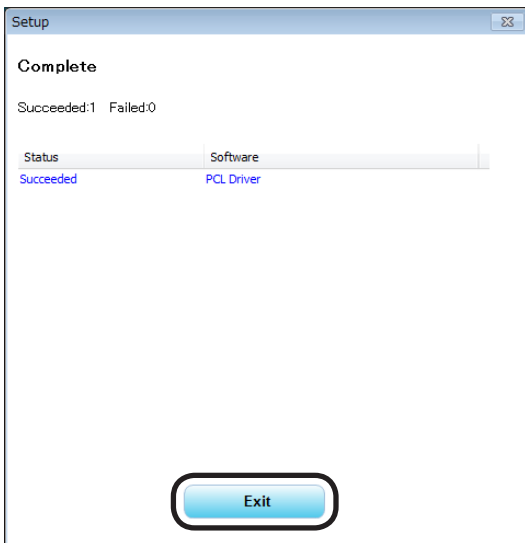 Setup
Complete
Succeeded:1 Failed:0
Status Software
Succeeded PCL Driver
Exit